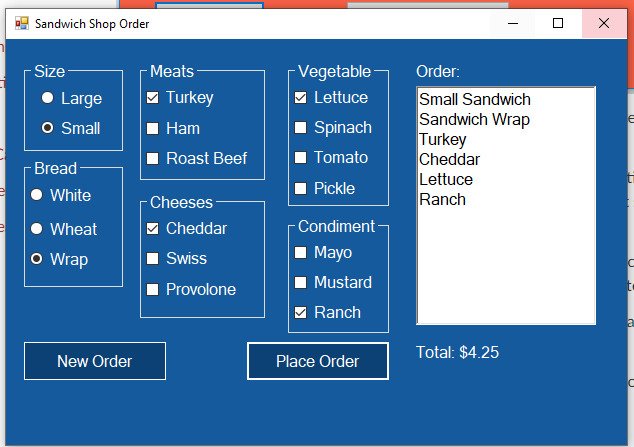 Sandwich Shop Order
Size
Large
Small
Bread
White
Wheat
Wrap
Meats
Turkey
Ham
Roast Beef
Cheeses
Cheddar
Swiss
Provolone
Vegetable
Lettuce
Spinach
Tomato
Pickle
Condiment
Mayo
Mustard
Ranch
Order:
Small Sandwich
Sandwich Wrap
Turkey
Cheddar
Lettuce
Ranch
New Order
Place Order
Total: $4.25